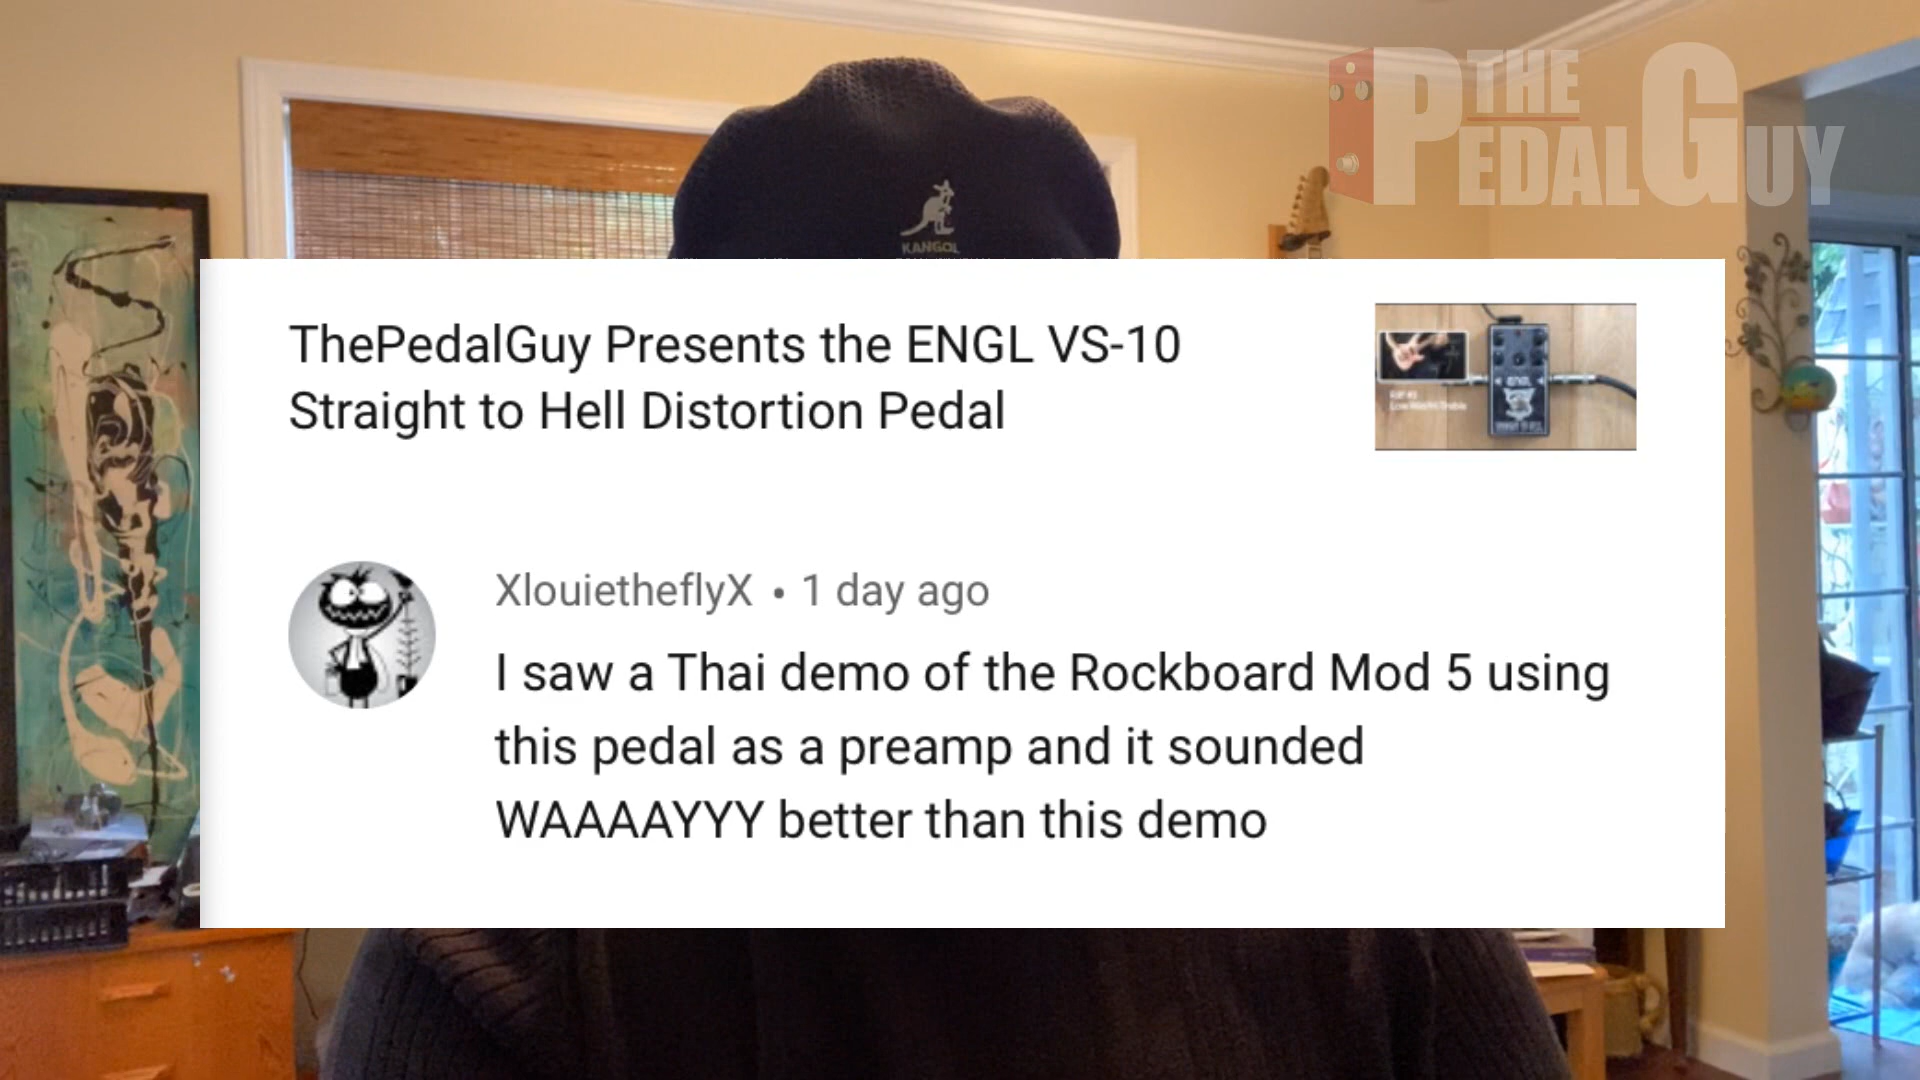 THE
PEDALGUY
KANGOL
ThePedalGuy Presents the ENGL VS-10
Straight to Hell Distortion Pedal
ENGL
XlouietheflyX • 1 day ago
I saw a Thai demo of the Rockboard Mod 5 using
this pedal as a preamp and it sounded
WAAAAYYY better than this demo